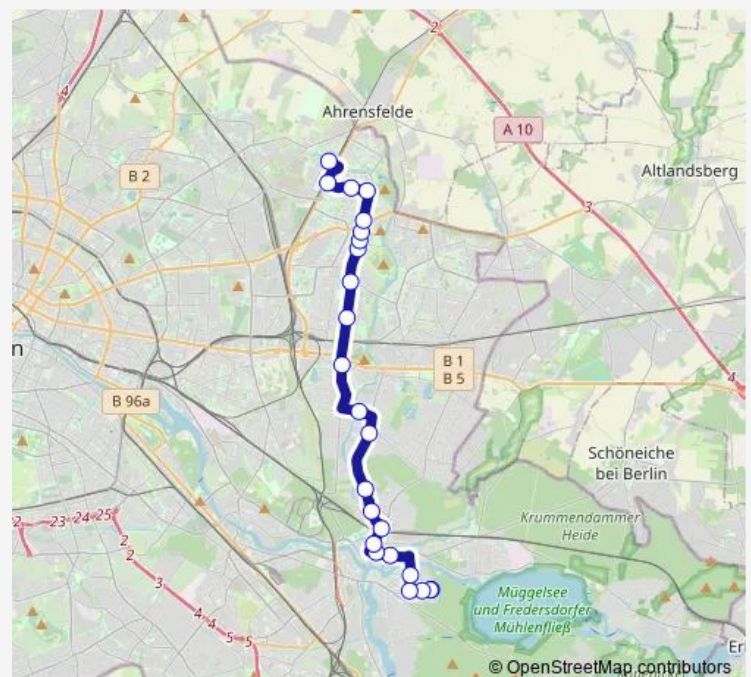 2
4
Ahrensfelde
A 10
B 2
Altlandsberg
3
n
B 1
B 5
4
B 96a
Schöneiche
bei Berlin
2
23 24 25
2
2
Krummendammer
Heide
3
Müggelsee
und Fredersdorfer
Mühlenfließ
4
4
5
5
Er
© OpenStreetMap contributors